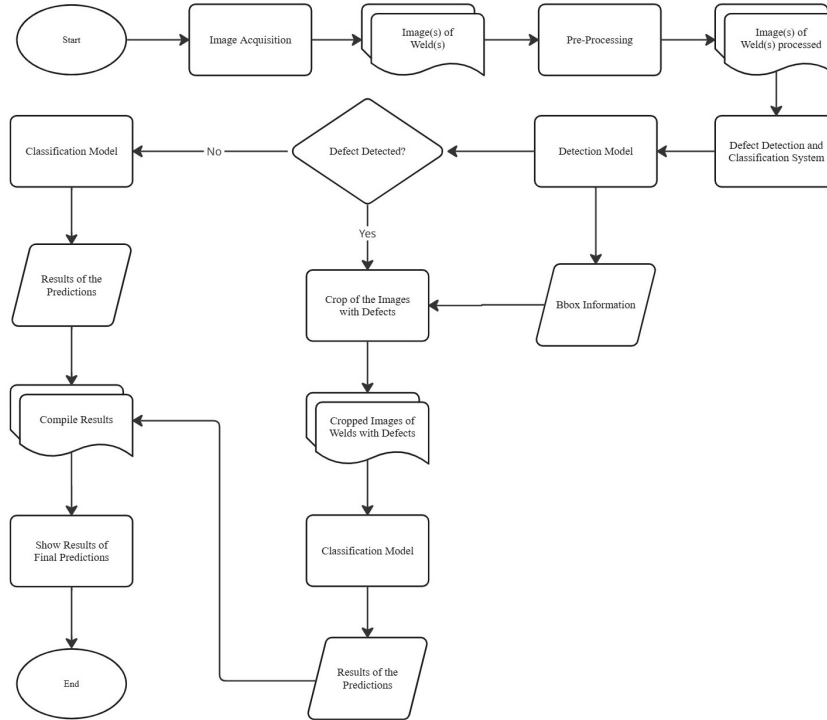 Start
Image Acquisition
Image(s) of
Weld(s)
Pre-Processing
Image(s) of
Weld(s) processed
Classification Model
No
Defect Detected?
Detection Model
Defect Detection and
Classification System
Yes
Results of the
Predictions
Crop of the Images
with Defects
Bbox Information
Compile Results
Cropped Images of
Welds with Defects
Show Results of
Final Predictions
Classification Model
End
Results of the
Predictions